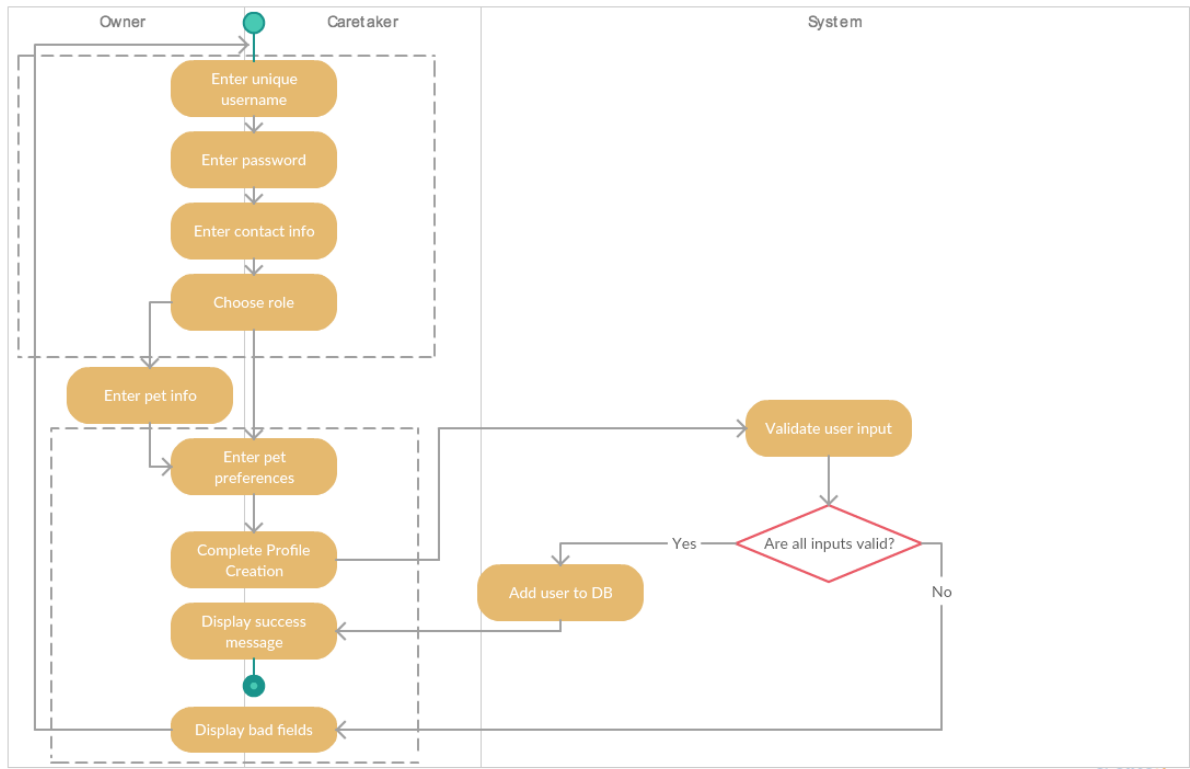 Owner
Caretaker
System
Enter unique
username
Enter password
Enter contact info
Choose role
Enter pet info
Enter pet
preferences
Validate user input
Are all inputs valid?
Yes
No
Complete Profile
Creation
Add user to DB
Display success
message
Display bad fields